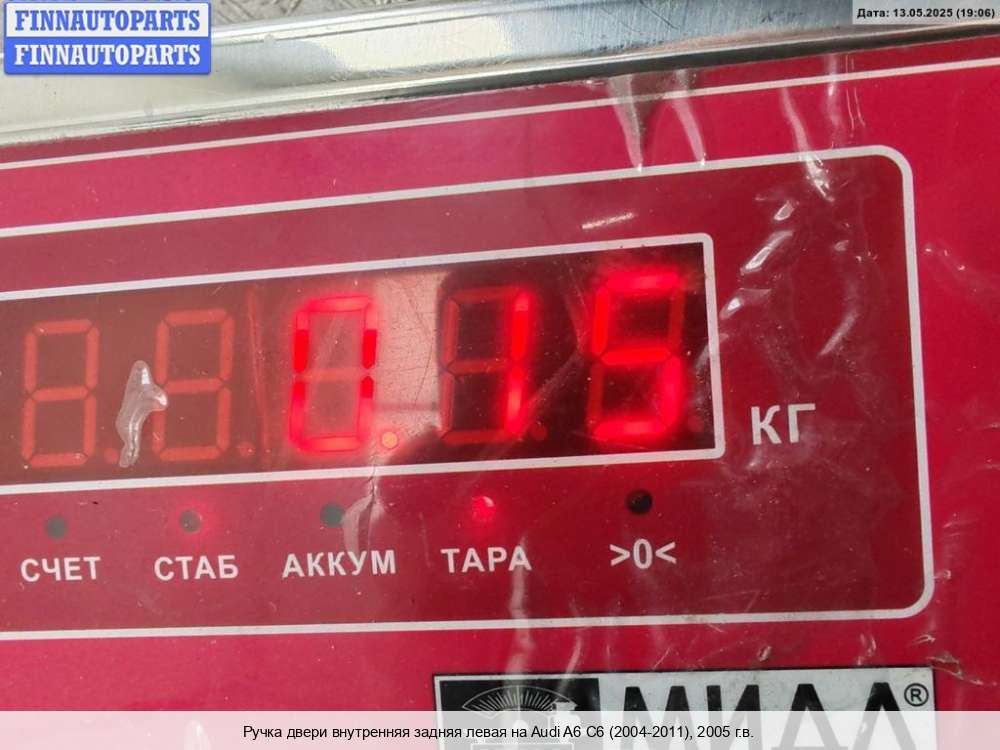 FINNAUTOPARTS
FINNAUTOPARTS
Дата: 13.05.2025 (19:06)
0.15
КГ
СЧЕТ СТАБ АККУМ ТАРА >0<
МИДЛ®
Ручка двери внутренняя задняя левая на Audi A6 C6 (2004-2011), 2005 г.в.